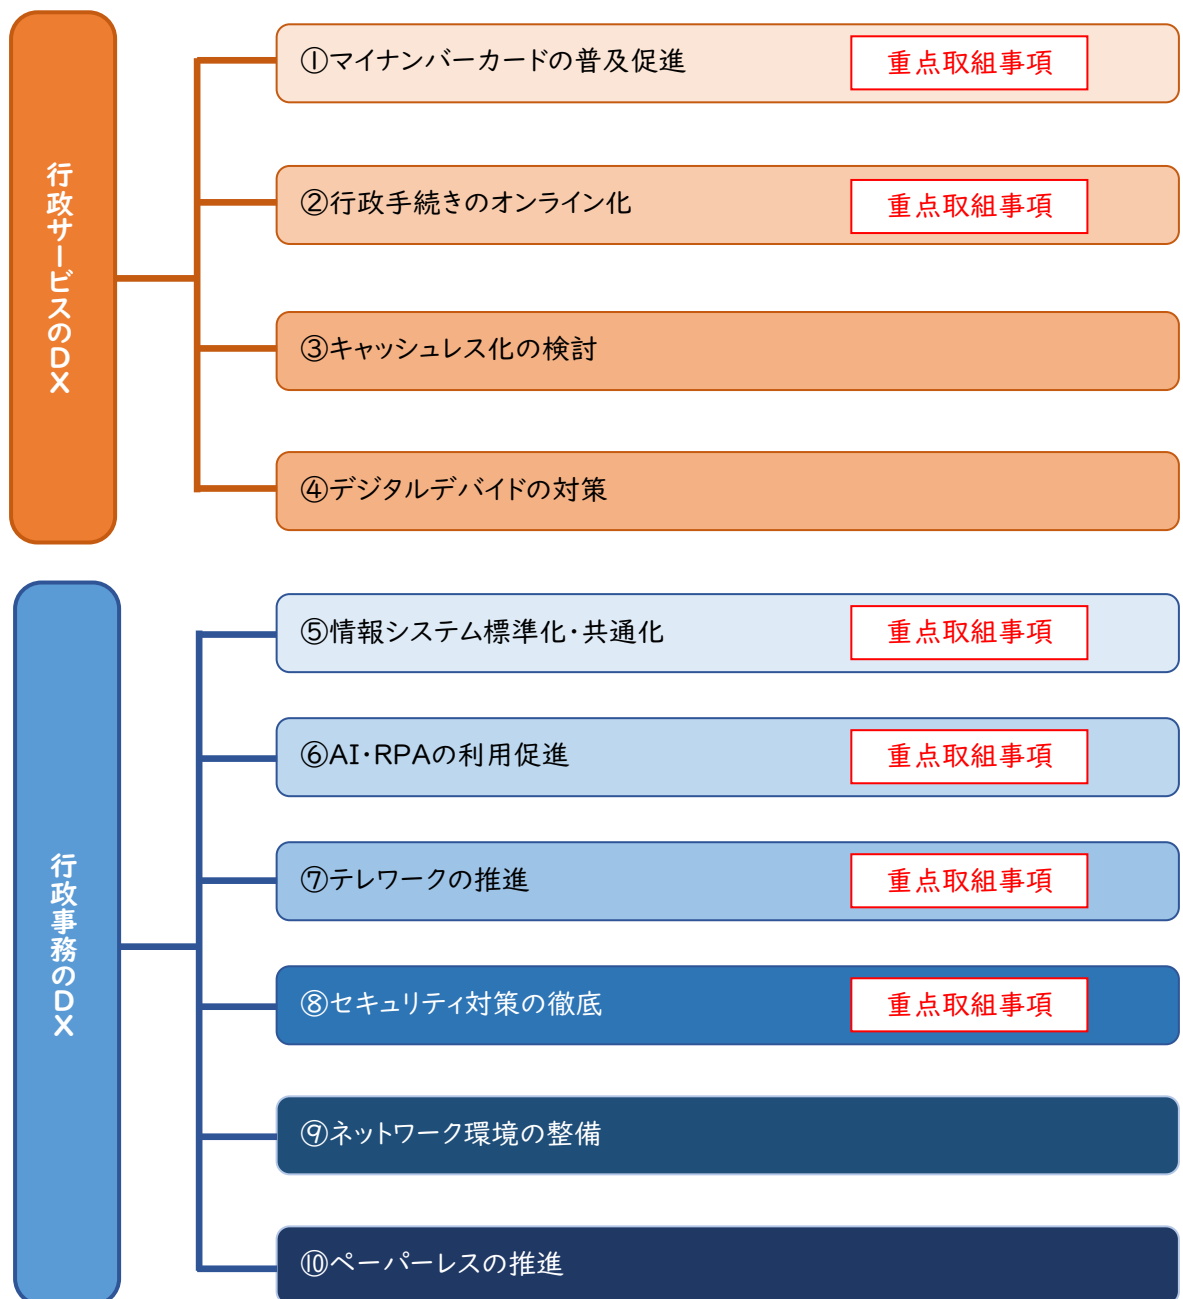 行政サービスのDX
①マイナンバーカードの普及促進
重点取組事項
②行政手続きのオンライン化
重点取組事項
③キャッシュレス化の検討
④デジタルデバイドの対策
行政事務のDX
⑤情報システム標準化・共通化
重点取組事項
⑥AI・RPAの利用促進
重点取組事項
⑦テレワークの推進
重点取組事項
⑧セキュリティ対策の徹底
重点取組事項
⑨ネットワーク環境の整備
⑩ペーパーレスの推進